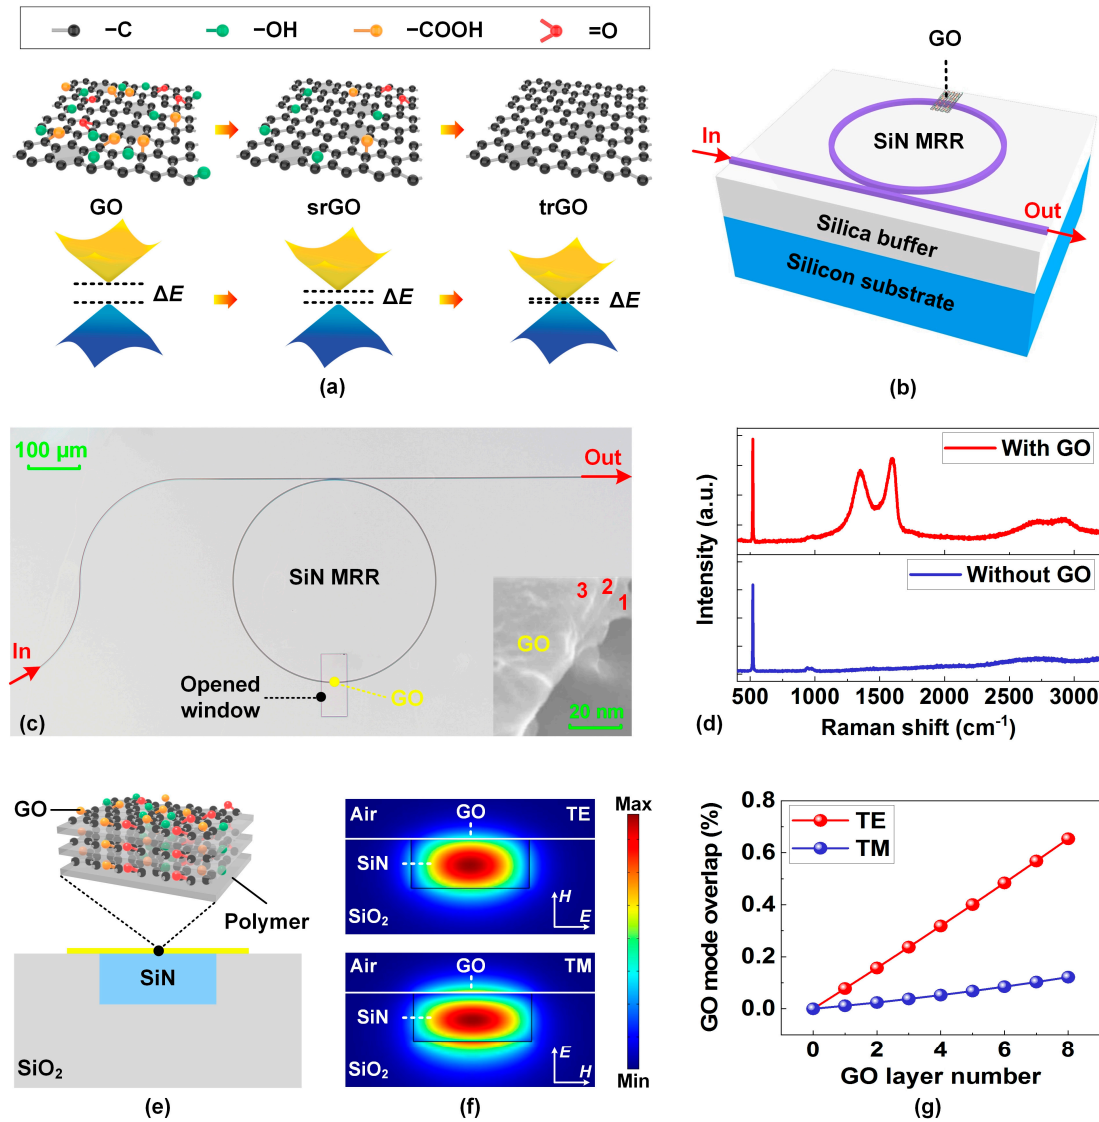 −C −OH −COOH =O
GO srGO trGO
ΔE ΔE ΔE
(a)
GO
SiN MRR
In
Out
Silica buffer
Silicon substrate
(b)
100 μm
Out
SiN MRR
In
Opened
window
GO
3 2 1
GO
20 nm
(c)
With GO
Without GO
Intensity (a.u.)
500 1000 1500 2000 2500 3000
Raman shift (cm⁻¹)
(d)
GO
Polymer
SiN
SiO₂
(e)
Air GO TE
SiN
SiO₂
H
E
Air GO TM
SiN
SiO₂
E
H
Max
Min
(f)
TE
TM
GO mode overlap (%)
0.8
0.6
0.4
0.2
0.0
0 2 4 6 8
GO layer number
(g)